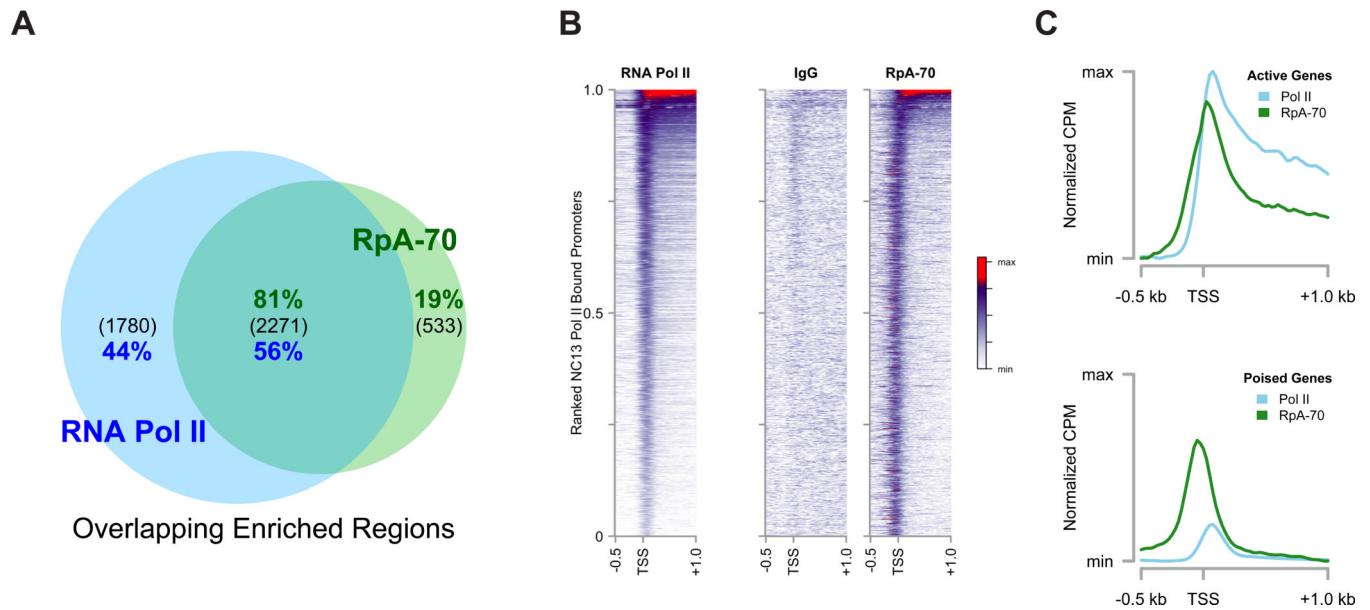 A
RpA-70
81%
19%
(1780)
(2271)
(533)
44%
56%
RNA Pol II
Overlapping Enriched Regions
B
RNA Pol II
IgG
RpA-70
Ranked NC13 Pol II Bound Promoters
1.0
0.5
0
-0.5
TSS
+1.0
-0.5
TSS
+1.0
-0.5
TSS
+1.0
max
min
C
Normalized CPM
max
min
Active Genes
Pol II
RpA-70
-0.5 kb
TSS
+1.0 kb
Normalized CPM
max
min
Poised Genes
Pol II
RpA-70
-0.5 kb
TSS
+1.0 kb